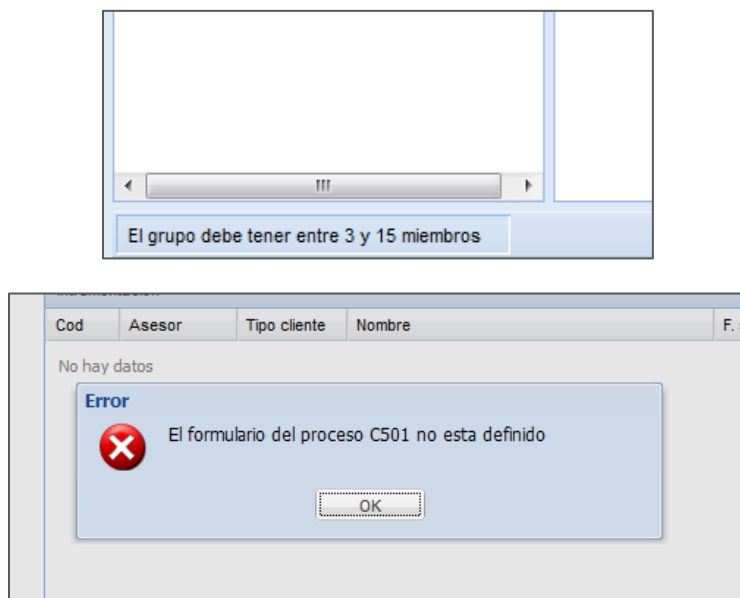 El grupo debe tener entre 3 y 15 miembros
Cod Asesor Tipo cliente Nombre F.
No hay datos
Error
El formulario del proceso C501 no esta definido
OK